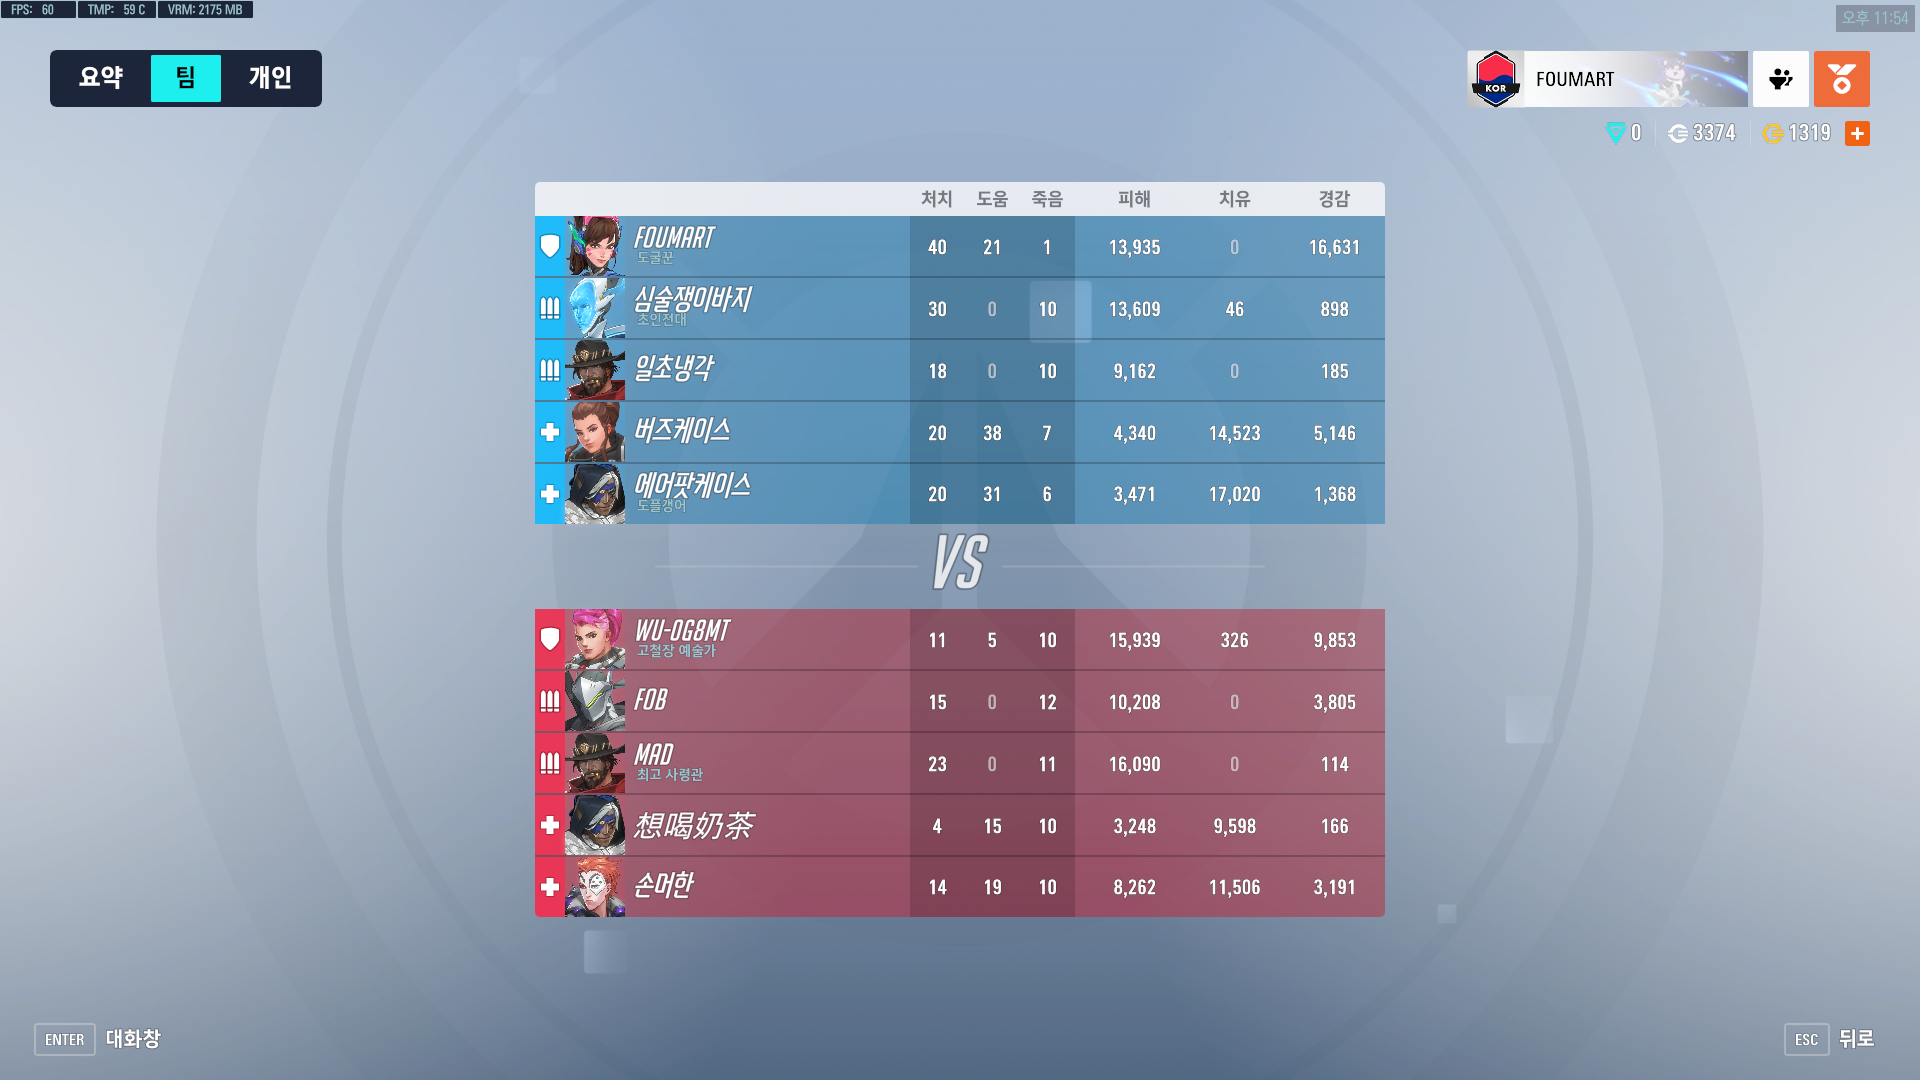 FPS: 60 TMP: 59 C VRM: 2175 MB
오후 11:54
요약 팀 개인
KOR FOUMART
0 3374 1319
처치 도움 죽음 피해 치유 경감
FOUMART 40 21 1 13,935 0 16,631
도굴꾼
심술쟁이바지 30 0 10 13,609 46 898
초인전대
일초냉각 18 0 10 9,162 0 185
버즈케이스 20 38 7 4,340 14,523 5,146
에어팟케이스 20 31 6 3,471 17,020 1,368
도플갱어
VS
WU-OG8MT 11 5 10 15,939 326 9,853
고철장 예술가
FOB 15 0 12 10,208 0 3,805
MAD 23 0 11 16,090 0 114
최고 사령관
想喝奶茶 4 15 10 3,248 9,598 166
손머한 14 19 10 8,262 11,506 3,191
ENTER 대화창
ESC 뒤로